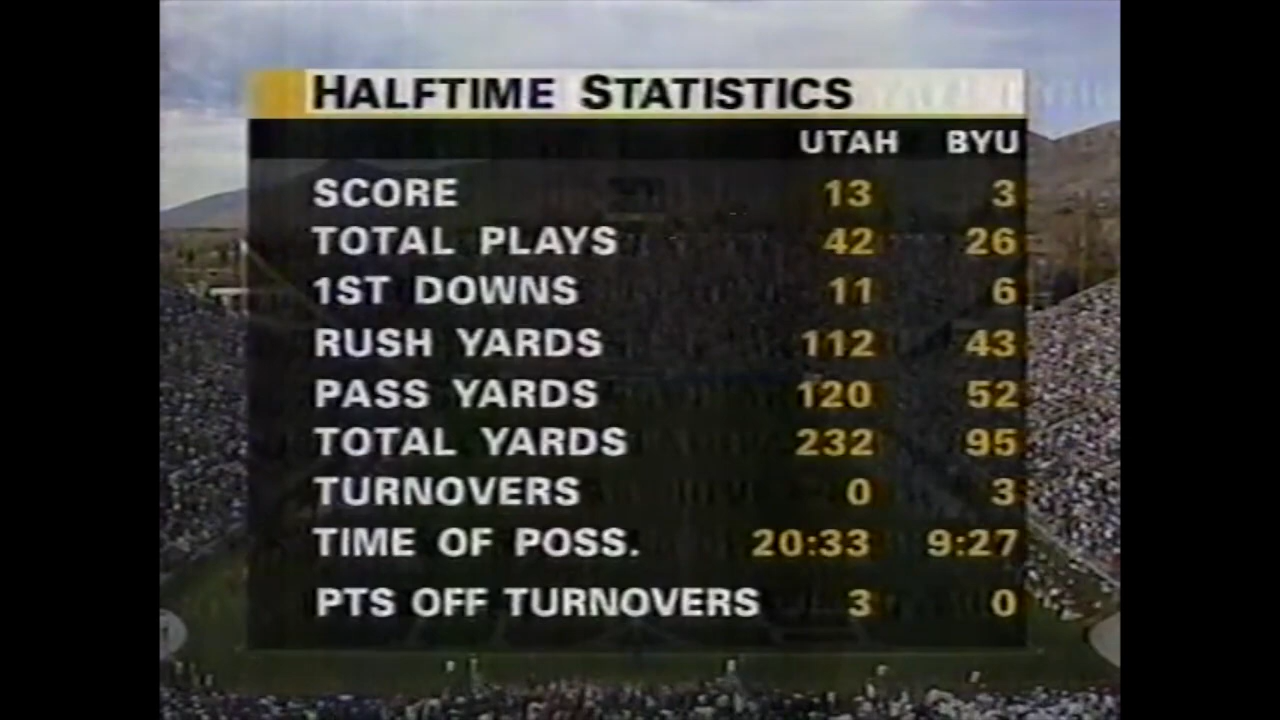 HALFTIME STATISTICS
UTAH BYU
SCORE 13 3
TOTAL PLAYS 42 26
1ST DOWNS 11 6
RUSH YARDS 112 43
PASS YARDS 120 52
TOTAL YARDS 232 95
TURNOVERS 0 3
TIME OF POSS. 20:33 9:27
PTS OFF TURNOVERS 3 0